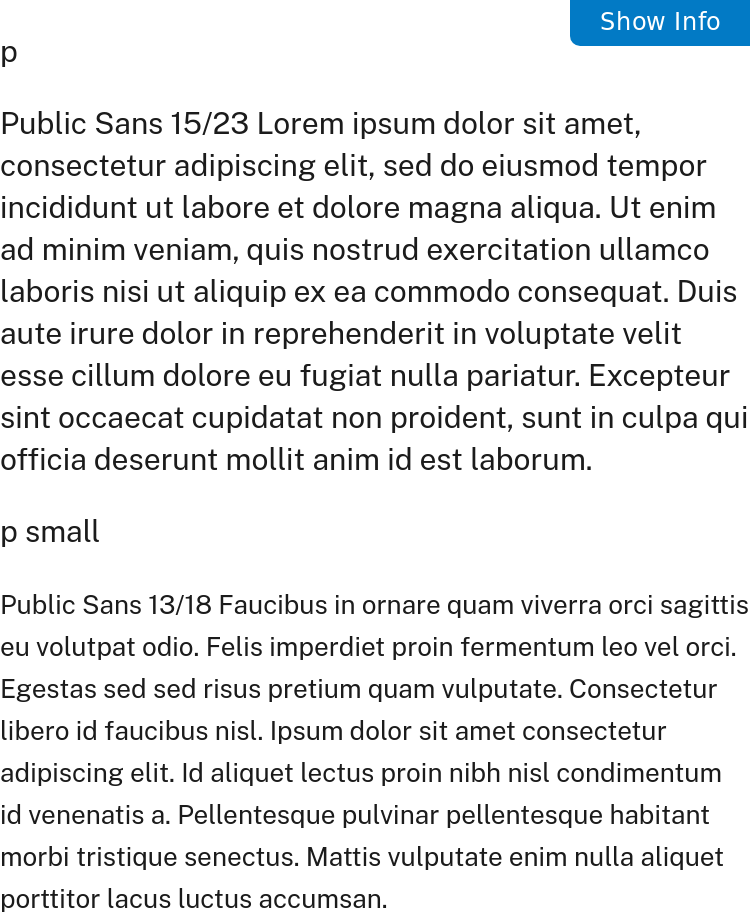 Show Info
p
Public Sans 15/23 Lorem ipsum dolor sit amet,
consectetur adipiscing elit, sed do eiusmod tempor
incididunt ut labore et dolore magna aliqua. Ut enim
ad minim veniam, quis nostrud exercitation ullamco
laboris nisi ut aliquip ex ea commodo consequat. Duis
aute irure dolor in reprehenderit in voluptate velit
esse cillum dolore eu fugiat nulla pariatur. Excepteur
sint occaecat cupidatat non proident, sunt in culpa qui
officia deserunt mollit anim id est laborum.
p small
Public Sans 13/18 Faucibus in ornare quam viverra orci sagittis
eu volutpat odio. Felis imperdiet proin fermentum leo vel orci.
Egestas sed sed risus pretium quam vulputate. Consectetur
libero id faucibus nisl. Ipsum dolor sit amet consectetur
adipiscing elit. Id aliquet lectus proin nibh nisl condimentum
id venenatis a. Pellentesque pulvinar pellentesque habitant
morbi tristique senectus. Mattis vulputate enim nulla aliquet
porttitor lacus luctus accumsan.